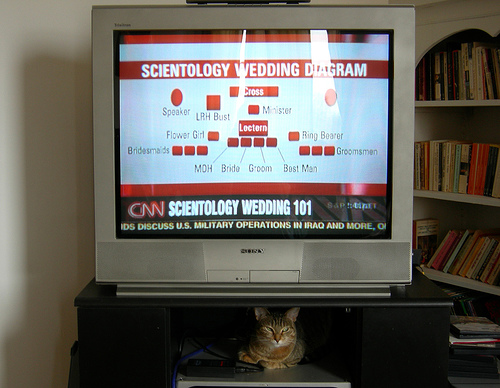 SCIENTOLOGY WEDDING DIAGRAM
Cross
Speaker
LRH Bust
Minister
Lectern
Flower Girl
Ring Bearer
Bridesmaids
Groomsmen
MOH Bride Groom Best Man
CNN SCIENTOLOGY WEDDING 101
DS DISCUSS U.S. MILITARY OPERATIONS IN IRAQ AND MORE, O
SONY